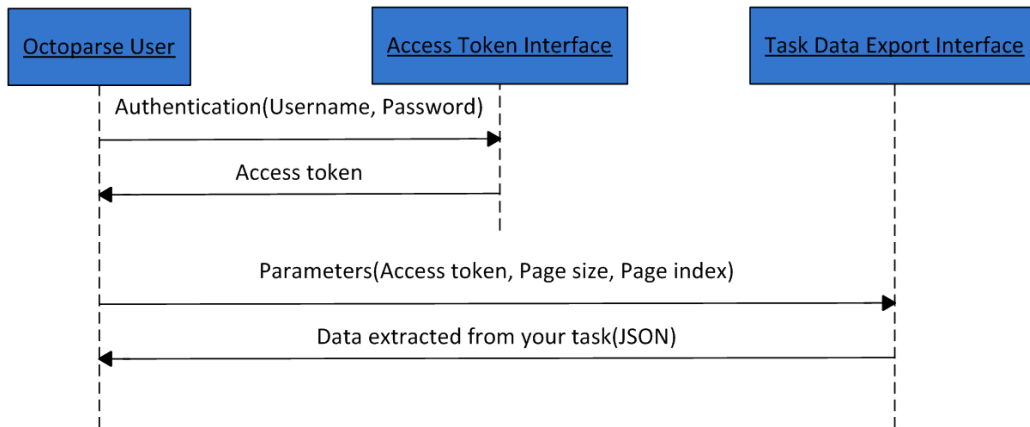 Octoparse User
Access Token Interface
Task Data Export Interface
Authentication(Username, Password)
Access token
Parameters(Access token, Page size, Page index)
Data extracted from your task(JSON)